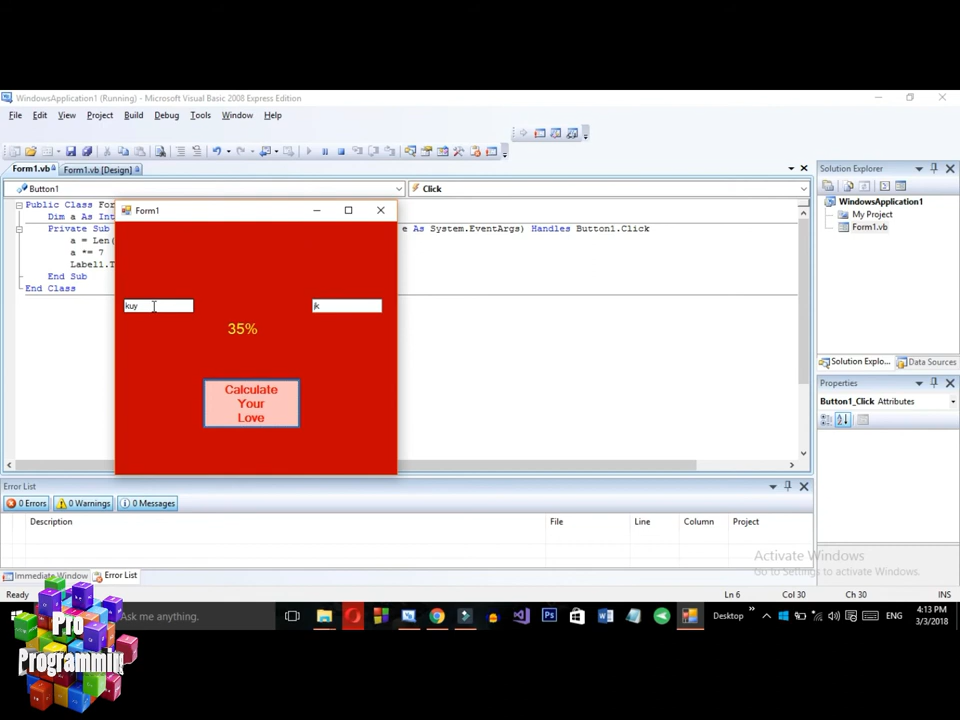 WindowsApplication1 (Running) - Microsoft Visual Basic 2008 Express Edition
File Edit View Project Build Debug Tools Window Help
Form1.vb Form1.vb [Design]
Button1 Click
Public Class For
Dim a As Int
Private Sub e As System.EventArgs) Handles Button1.Click
a = Len(
a *= 7
Label1.T
End Sub
End Class
Form1
kuy
jk
35%
Calculate
Your
Love
Solution Explorer
WindowsApplication1
My Project
Form1.vb
Solution Explo... Data Sources
Properties
Button1_Click Attributes
Error List
0 Errors 0 Warnings 0 Messages
Description File Line Column Project
Immediate Window Error List
Activate Windows
Go to Settings to activate Windows.
Ready Ln 6 Col 30 Ch 30 INS
Ask me anything.
Desktop
ENG
4:13 PM
3/3/2018
Pro
Programming